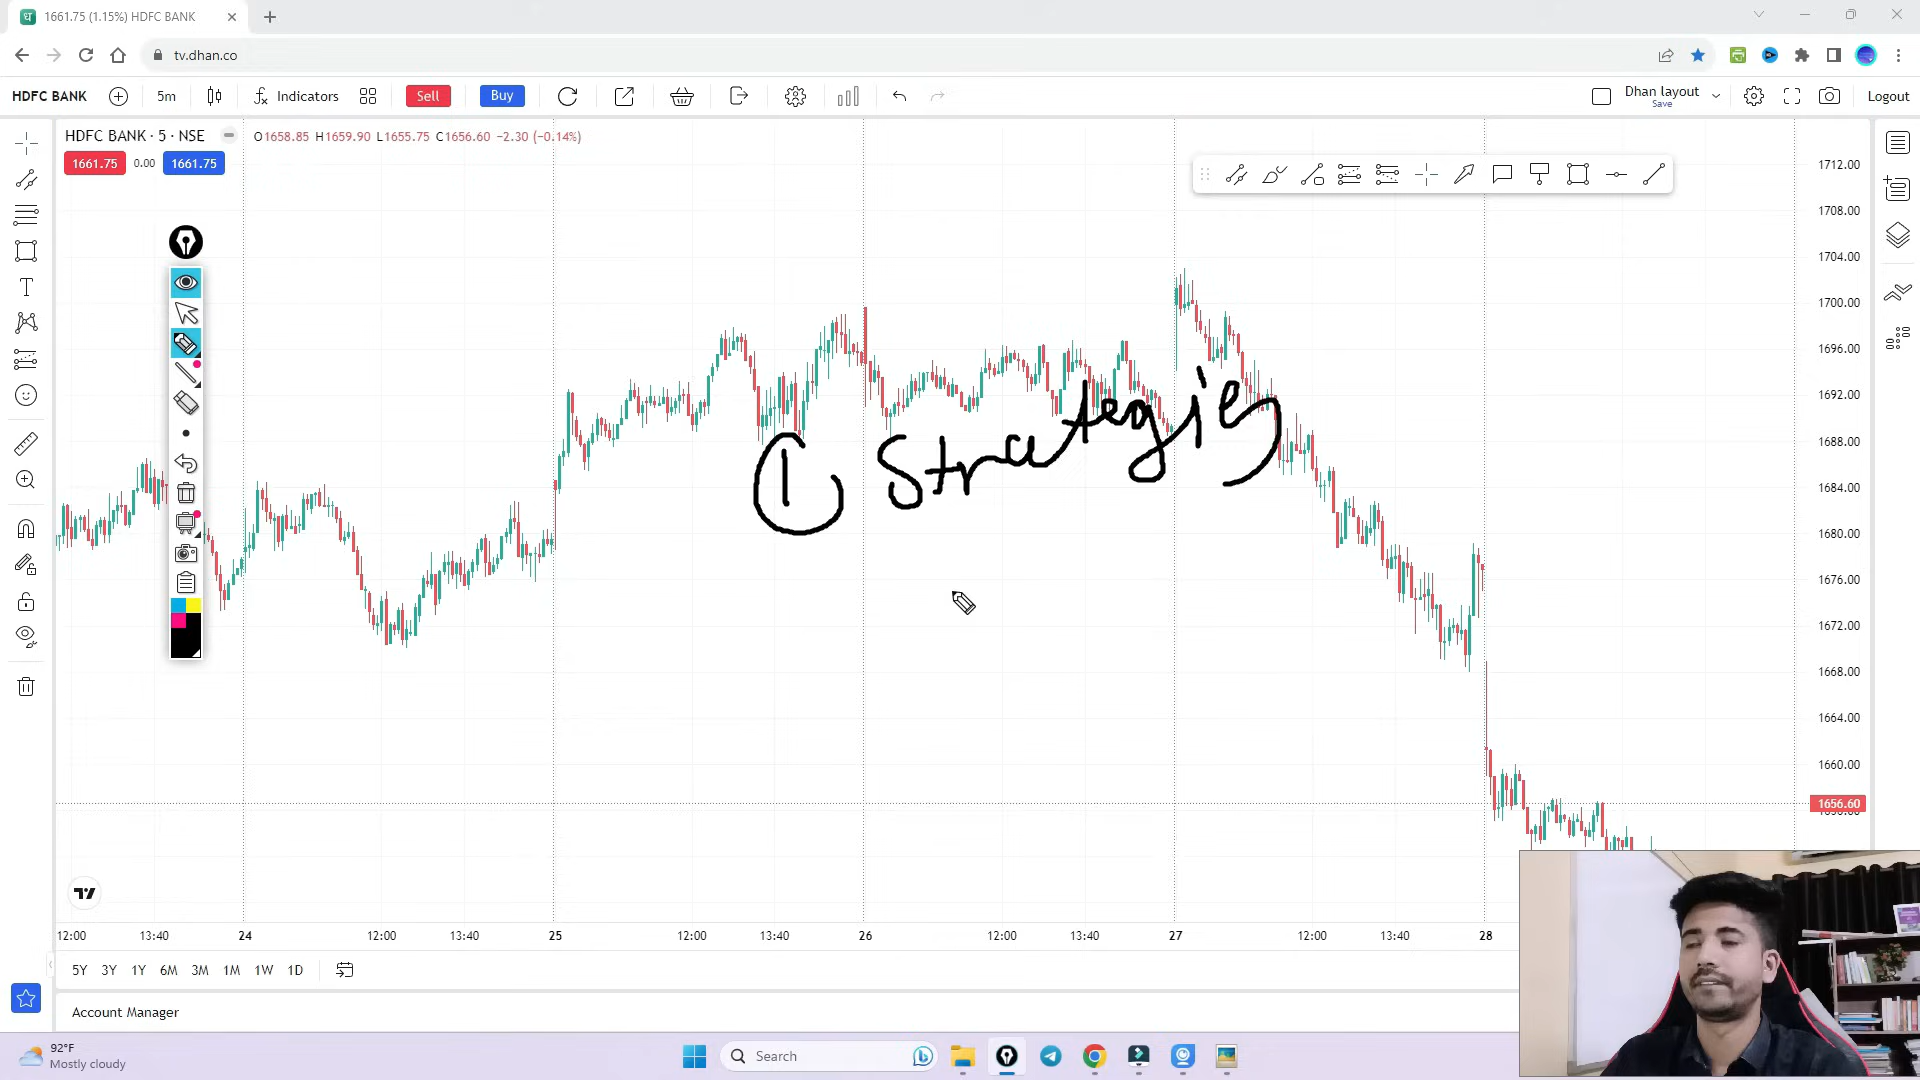 1661.75 (1.15%) HDFC BANK
tv.dhan.co
HDFC BANK 5m Indicators Sell Buy Dhan layout Save Logout
HDFC BANK · 5 · NSE O1658.85 H1659.90 L1655.75 C1656.60 −2.30 (−0.14%)
1661.75 0.00 1661.75
1712.00
1708.00
1704.00
1700.00
1696.00
1692.00
1688.00
1684.00
1680.00
1676.00
1672.00
1668.00
1664.00
1660.00
1656.60
① Strategies
12:00 13:40 24 12:00 13:40 25 12:00 13:40 26 12:00 13:40 27 12:00 13:40 28
5Y 3Y 1Y 6M 3M 1M 1W 1D
Account Manager
92°F
Mostly cloudy
Search